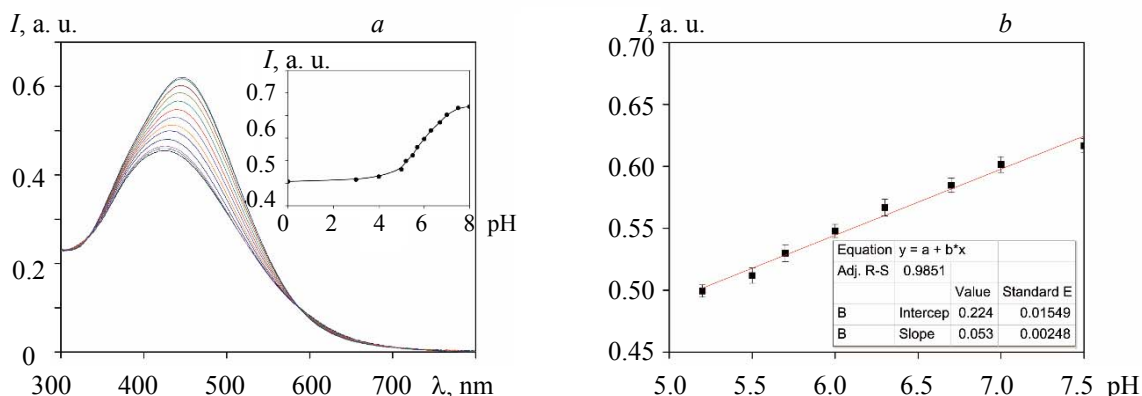 I, a. u.
a
0.6
0.4
0.2
0
300
400
500
600
700
λ, nm
I, a. u.
0.7
0.6
0.5
0.4
0
2
4
6
8
pH
I, a. u.
b
0.70
0.65
0.60
0.55
0.50
0.45
5.0
5.5
6.0
6.5
7.0
7.5
pH
Equation y = a + b*x
Adj. R-S 0.9851
Value Standard E
B Intercep 0.224 0.01549
B Slope 0.053 0.00248